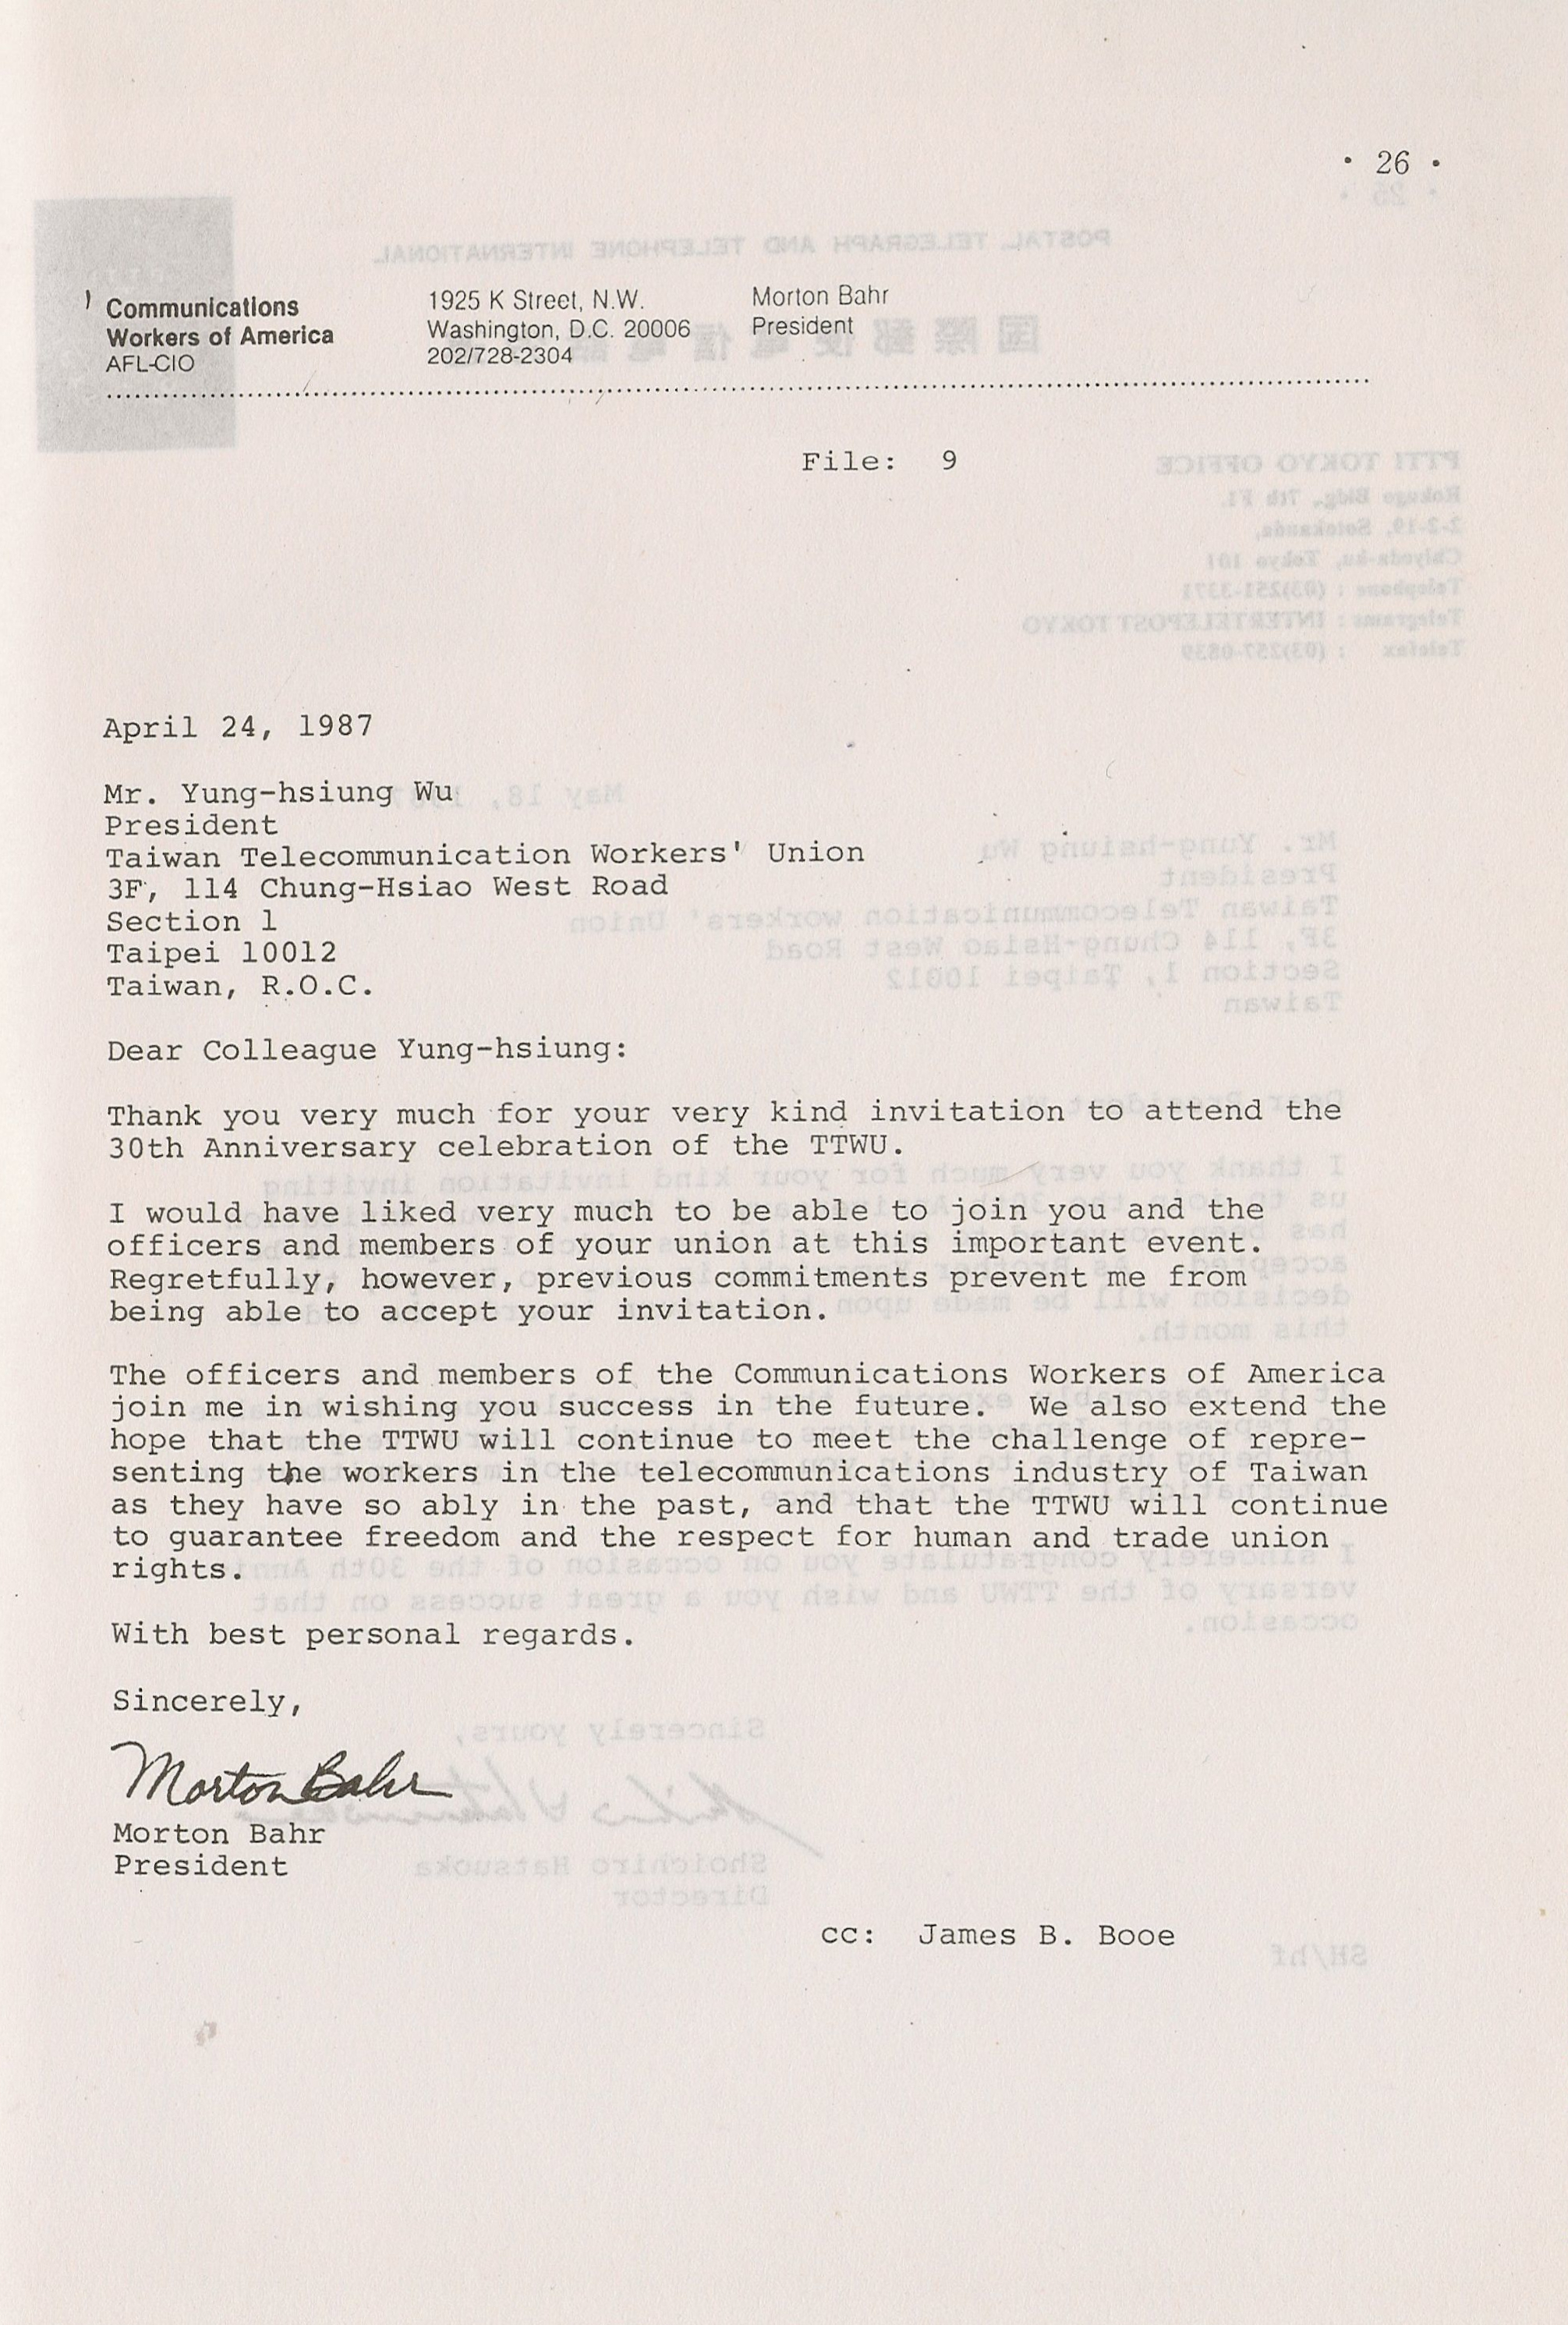 • 26 •
Communications
Workers of America
AFL-CIO
1925 K Street, N.W.
Washington, D.C. 20006
202/728-2304
Morton Bahr
President
File: 9
April 24, 1987
Mr. Yung-hsiung Wu
President
Taiwan Telecommunication Workers' Union
3F, 114 Chung-Hsiao West Road
Section 1
Taipei 10012
Taiwan, R.O.C.
Dear Colleague Yung-hsiung:
Thank you very much for your very kind invitation to attend the
30th Anniversary celebration of the TTWU.
I would have liked very much to be able to join you and the
officers and members of your union at this important event.
Regretfully, however, previous commitments prevent me from
being able to accept your invitation.
The officers and members of the Communications Workers of America
join me in wishing you success in the future. We also extend the
hope that the TTWU will continue to meet the challenge of repre-
senting the workers in the telecommunications industry of Taiwan
as they have so ably in the past, and that the TTWU will continue
to guarantee freedom and the respect for human and trade union
rights.
With best personal regards.
Sincerely,
Morton Bahr
Morton Bahr
President
cc: James B. Booe